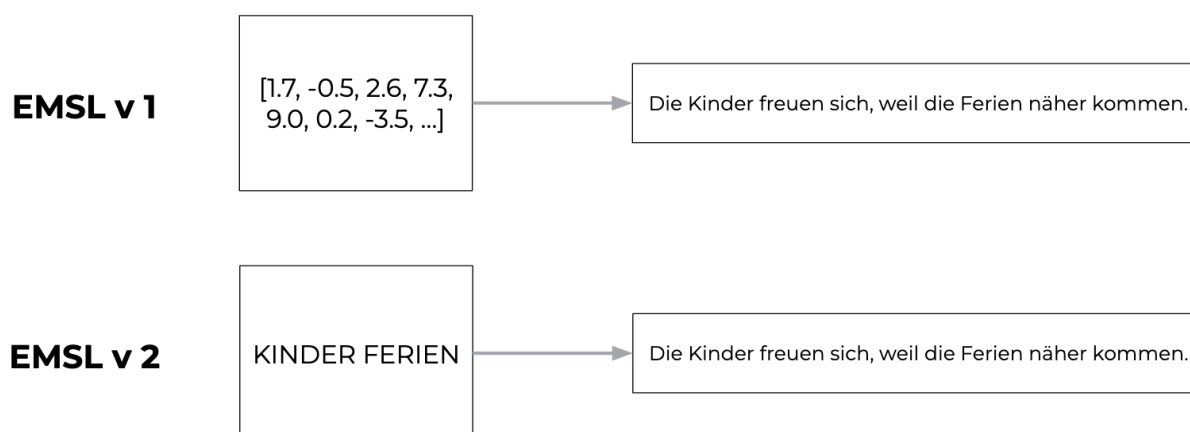 EMSL v 1
[1.7, -0.5, 2.6, 7.3,
9.0, 0.2, -3.5, ...]
Die Kinder freuen sich, weil die Ferien näher kommen.
EMSL v 2
KINDER FERIEN
Die Kinder freuen sich, weil die Ferien näher kommen.